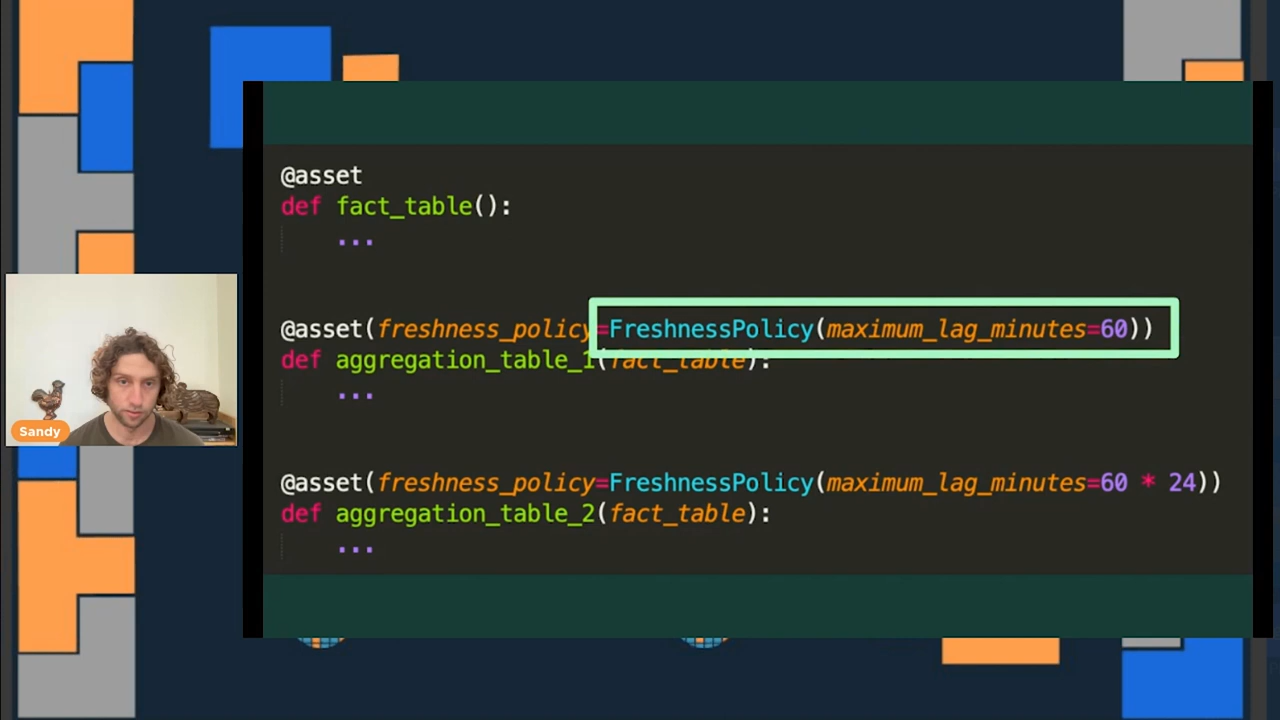 @asset
def fact_table():
...
@asset(freshness_policy=FreshnessPolicy(maximum_lag_minutes=60))
def aggregation_table_1(fact_table):
...
@asset(freshness_policy=FreshnessPolicy(maximum_lag_minutes=60 * 24))
def aggregation_table_2(fact_table):
...
Sandy